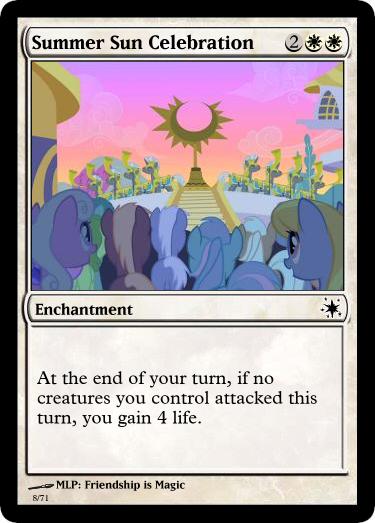 Summer Sun Celebration 2
Enchantment
At the end of your turn, if no
creatures you control attacked this
turn, you gain 4 life.
MLP: Friendship is Magic
8/71